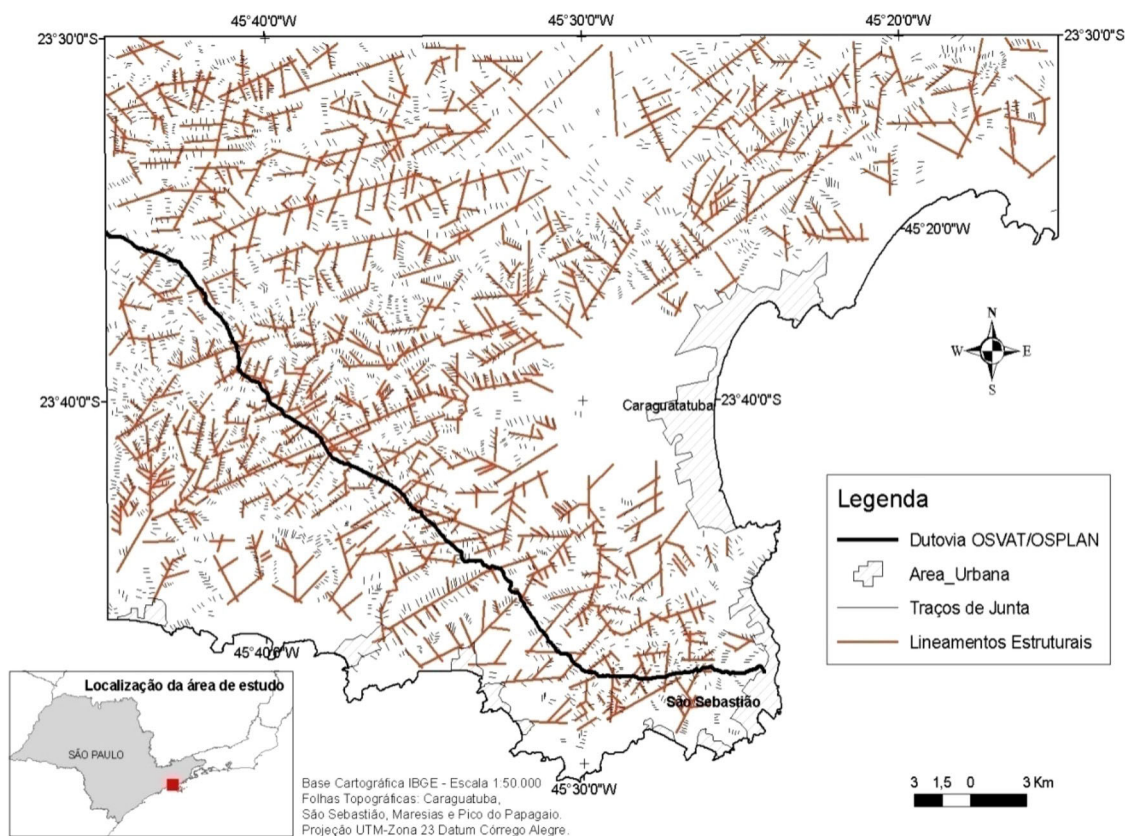 45°40'0"W
45°30'0"W
45°20'0"W
23°30'0"S
23°30'0"S
45°20'0"W
N
W
E
S
23°40'0"S
Caraguatatuba
23°40'0"S
Legenda
Dutovia OSVAT/OSPLAN
Area_Urbana
Traços de Junta
Lineamentos Estruturais
45°40'0"W
São Sebastião
45°30'0"W
Localização da área de estudo
SÃO PAULO
Base Cartográfica IBGE - Escala 1:50.000
Folhas Topográficas: Caraguatuba,
São Sebastião, Maresias e Pico do Papagaio.
Projeção UTM-Zona 23 Datum Córrego Alegre.
3 1,5 0 3 Km